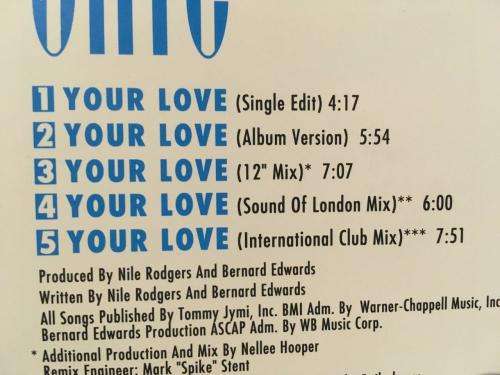 1 YOUR LOVE (Single Edit) 4:17
2 YOUR LOVE (Album Version) 5:54
3 YOUR LOVE (12" Mix)* 7:07
4 YOUR LOVE (Sound Of London Mix)** 6:00
5 YOUR LOVE (International Club Mix)*** 7:51
Produced By Nile Rodgers And Bernard Edwards
Written By Nile Rodgers And Bernard Edwards
All Songs Published By Tommy Jymi, Inc. BMI Adm. By Warner-Chappell Music, Inc
Bernard Edwards Production ASCAP Adm. By WB Music Corp.
* Additional Production And Mix By Nellee Hooper
Remix Engineer: Mark "Spike" Stent